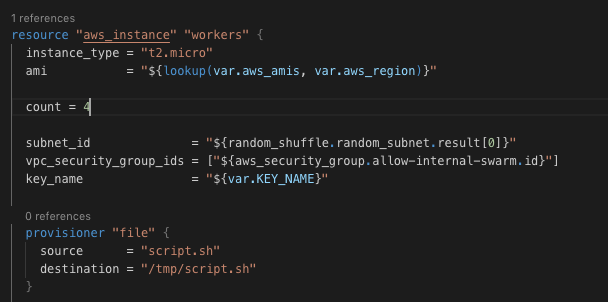 1 references
resource "aws_instance" "workers" {
instance_type = "t2.micro"
ami           = "${lookup(var.aws_amis, var.aws_region)}"
count = 4
subnet_id              = "${random_shuffle.random_subnet.result[0]}"
vpc_security_group_ids = ["${aws_security_group.allow-internal-swarm.id}"]
key_name               = "${var.KEY_NAME}"
0 references
provisioner "file" {
source      = "script.sh"
destination = "/tmp/script.sh"
}